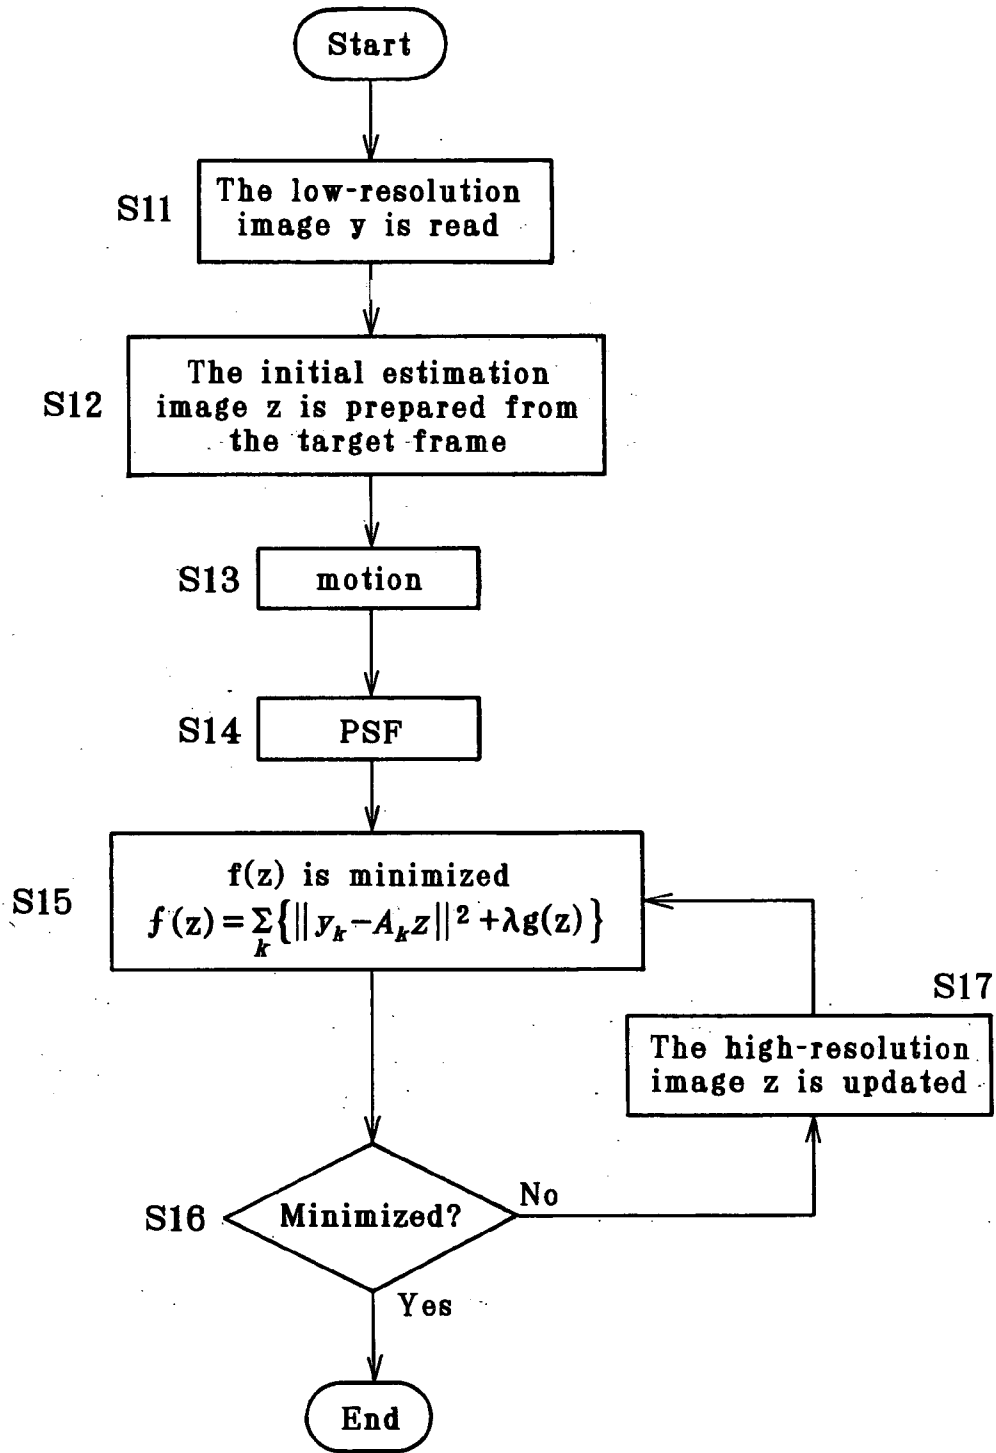 Start
S11
The low-resolution
image y is read
S12
The initial estimation
image z is prepared from
the target frame
S13
motion
S14
PSF
S15
f(z) is minimized
f(z)=Σ_k{||y_k-A_kz||²+λg(z)}
S17
The high-resolution
image z is updated
S16
Minimized?
No
Yes
End